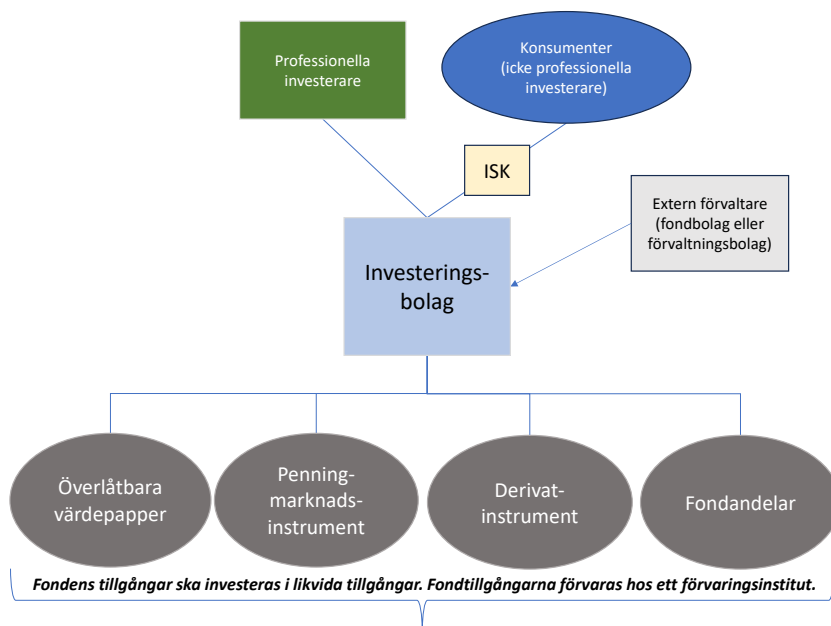 Professionella
investerare
Konsumenter
(icke professionella
investerare)
ISK
Extern förvaltare
(fondbolag eller
förvaltningsbolag)
Investerings-
bolag
Överlåtbara
värdepapper
Penning-
marknads-
instrument
Derivat-
instrument
Fondandelar
Fondens tillgångar ska investeras i likvida tillgångar. Fondtillgångarna förvaras hos ett förvaringsinstitut.